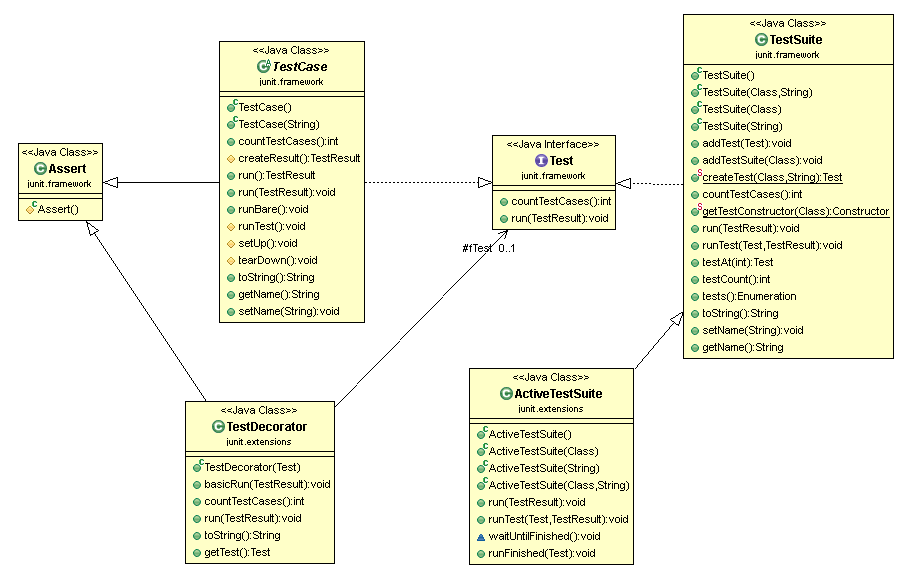 <<Java Class>>
Assert
junit.framework
Assert()
<<Java Class>>
TestCase
junit.framework
TestCase()
TestCase(String)
countTestCases():int
createResult():TestResult
run():TestResult
run(TestResult):void
runBare():void
runTest():void
setUp():void
tearDown():void
toString():String
getName():String
setName(String):void
<<Java Interface>>
Test
junit.framework
countTestCases():int
run(TestResult):void
#fTest 0..1
<<Java Class>>
TestSuite
junit.framework
TestSuite()
TestSuite(Class,String)
TestSuite(Class)
TestSuite(String)
addTest(Test):void
addTestSuite(Class):void
createTest(Class,String):Test
countTestCases():int
getTestConstructor(Class):Constructor
run(TestResult):void
runTest(Test,TestResult):void
testAt(int):Test
testCount():int
tests():Enumeration
toString():String
setName(String):void
getName():String
<<Java Class>>
TestDecorator
junit.extensions
TestDecorator(Test)
basicRun(TestResult):void
countTestCases():int
run(TestResult):void
toString():String
getTest():Test
<<Java Class>>
ActiveTestSuite
junit.extensions
ActiveTestSuite()
ActiveTestSuite(Class)
ActiveTestSuite(String)
ActiveTestSuite(Class,String)
run(TestResult):void
runTest(Test,TestResult):void
waitUntilFinished():void
runFinished(Test):void